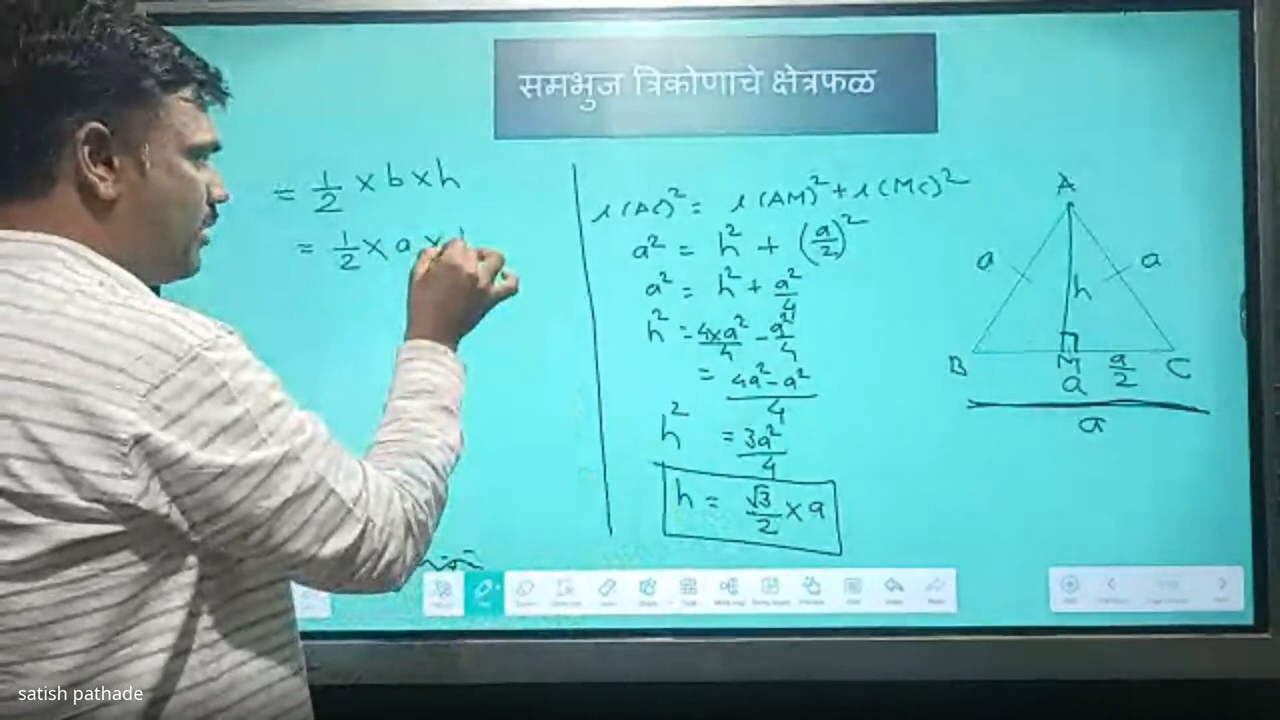 समभुज त्रिकोणाचे क्षेत्रफळ
= 1/2 × b × h
= 1/2 × a ×
l(AC)² = l(AM)² + l(MC)²
a² = h² + (a/2)²
a² = h² + a²/4
h² = 4×a²/4 - a²/4
= 4a²-a²/4
h² = 3a²/4
h = √3/2 × a
A
a
a
h
B
M
a/2
C
a
a
satish pathade